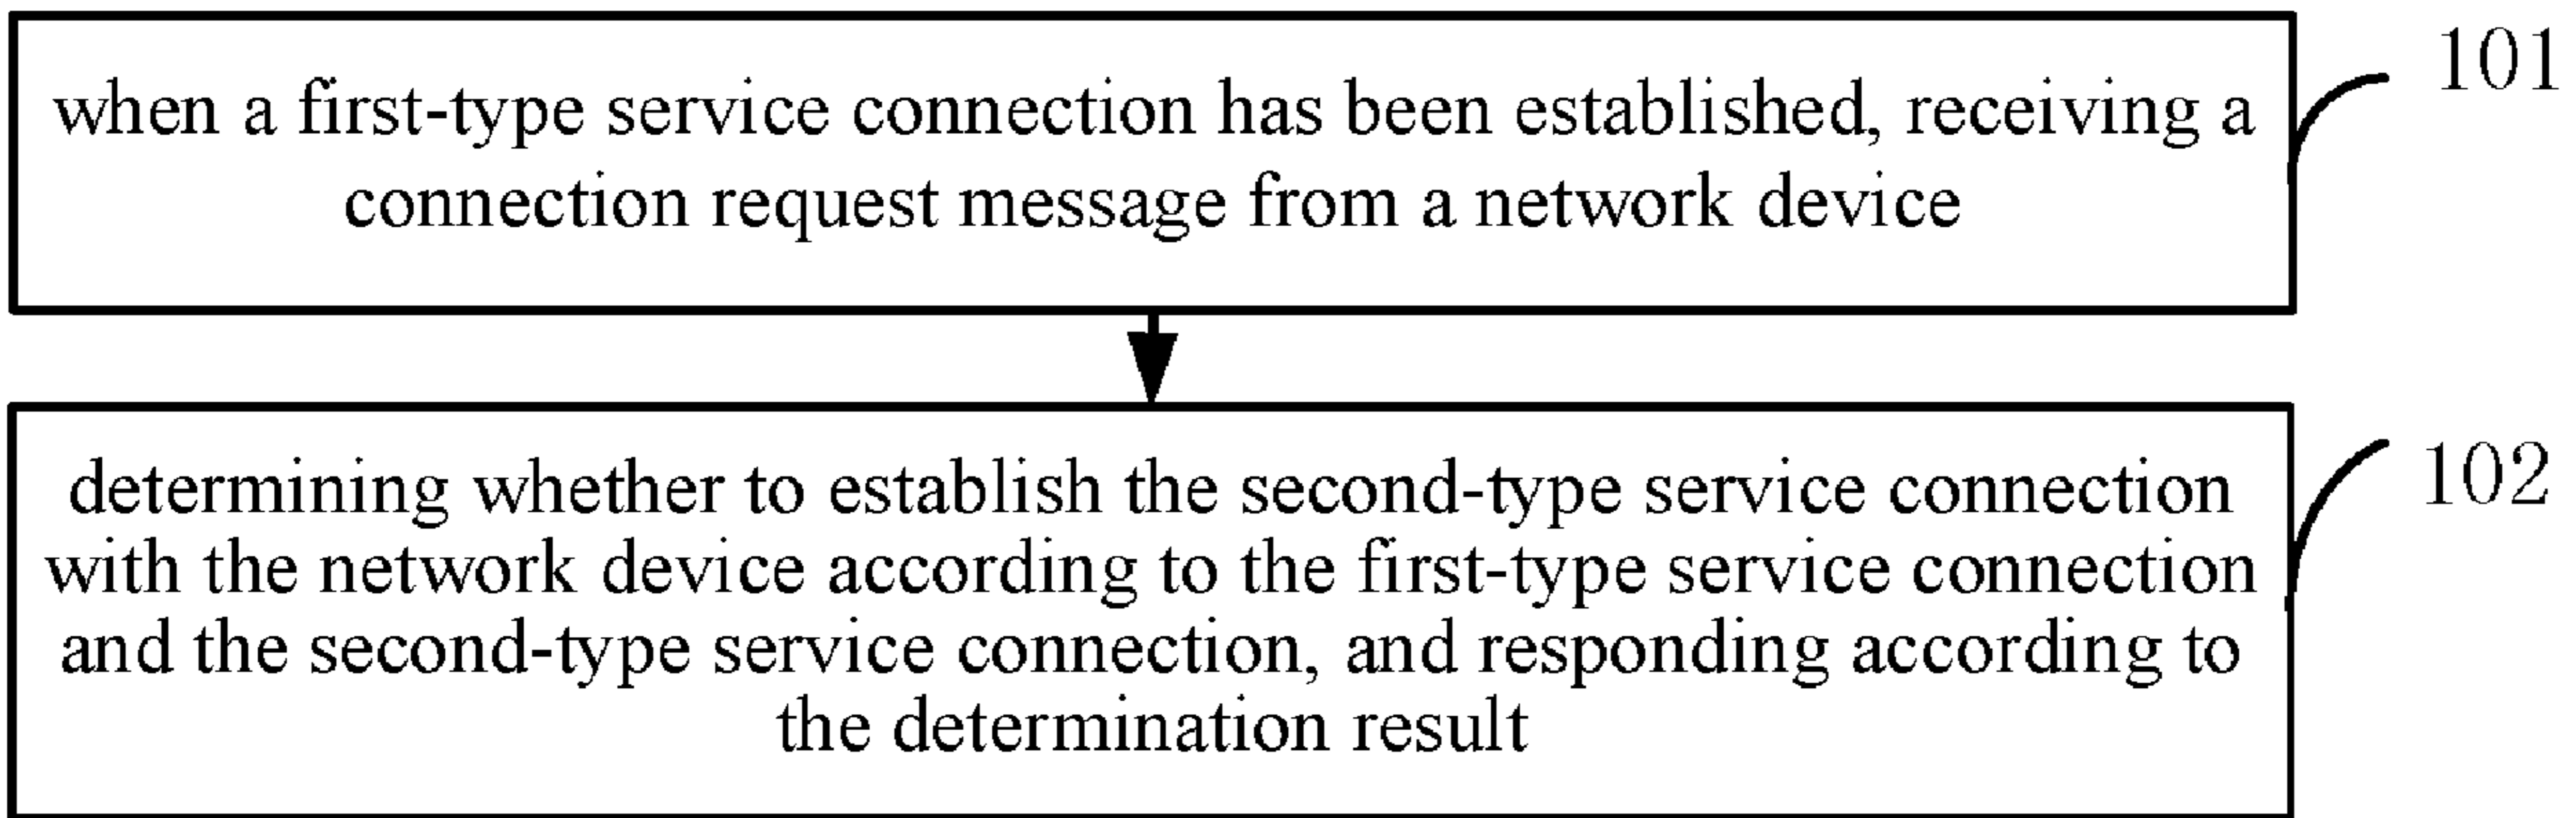 when a first-type service connection has been established, receiving a
connection request message from a network device
101
determining whether to establish the second-type service connection
with the network device according to the first-type service connection
and the second-type service connection, and responding according to
the determination result
102